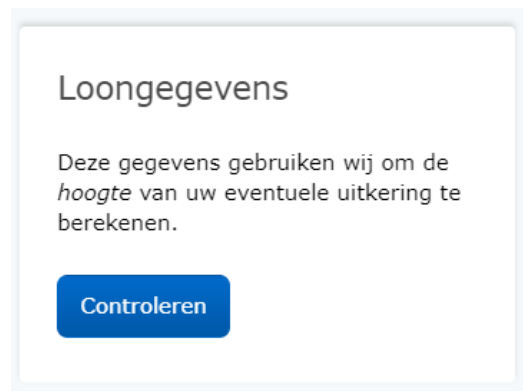 Loongegevens
Deze gegevens gebruiken wij om de
hoogte van uw eventuele uitkering te
berekenen.
Controleren